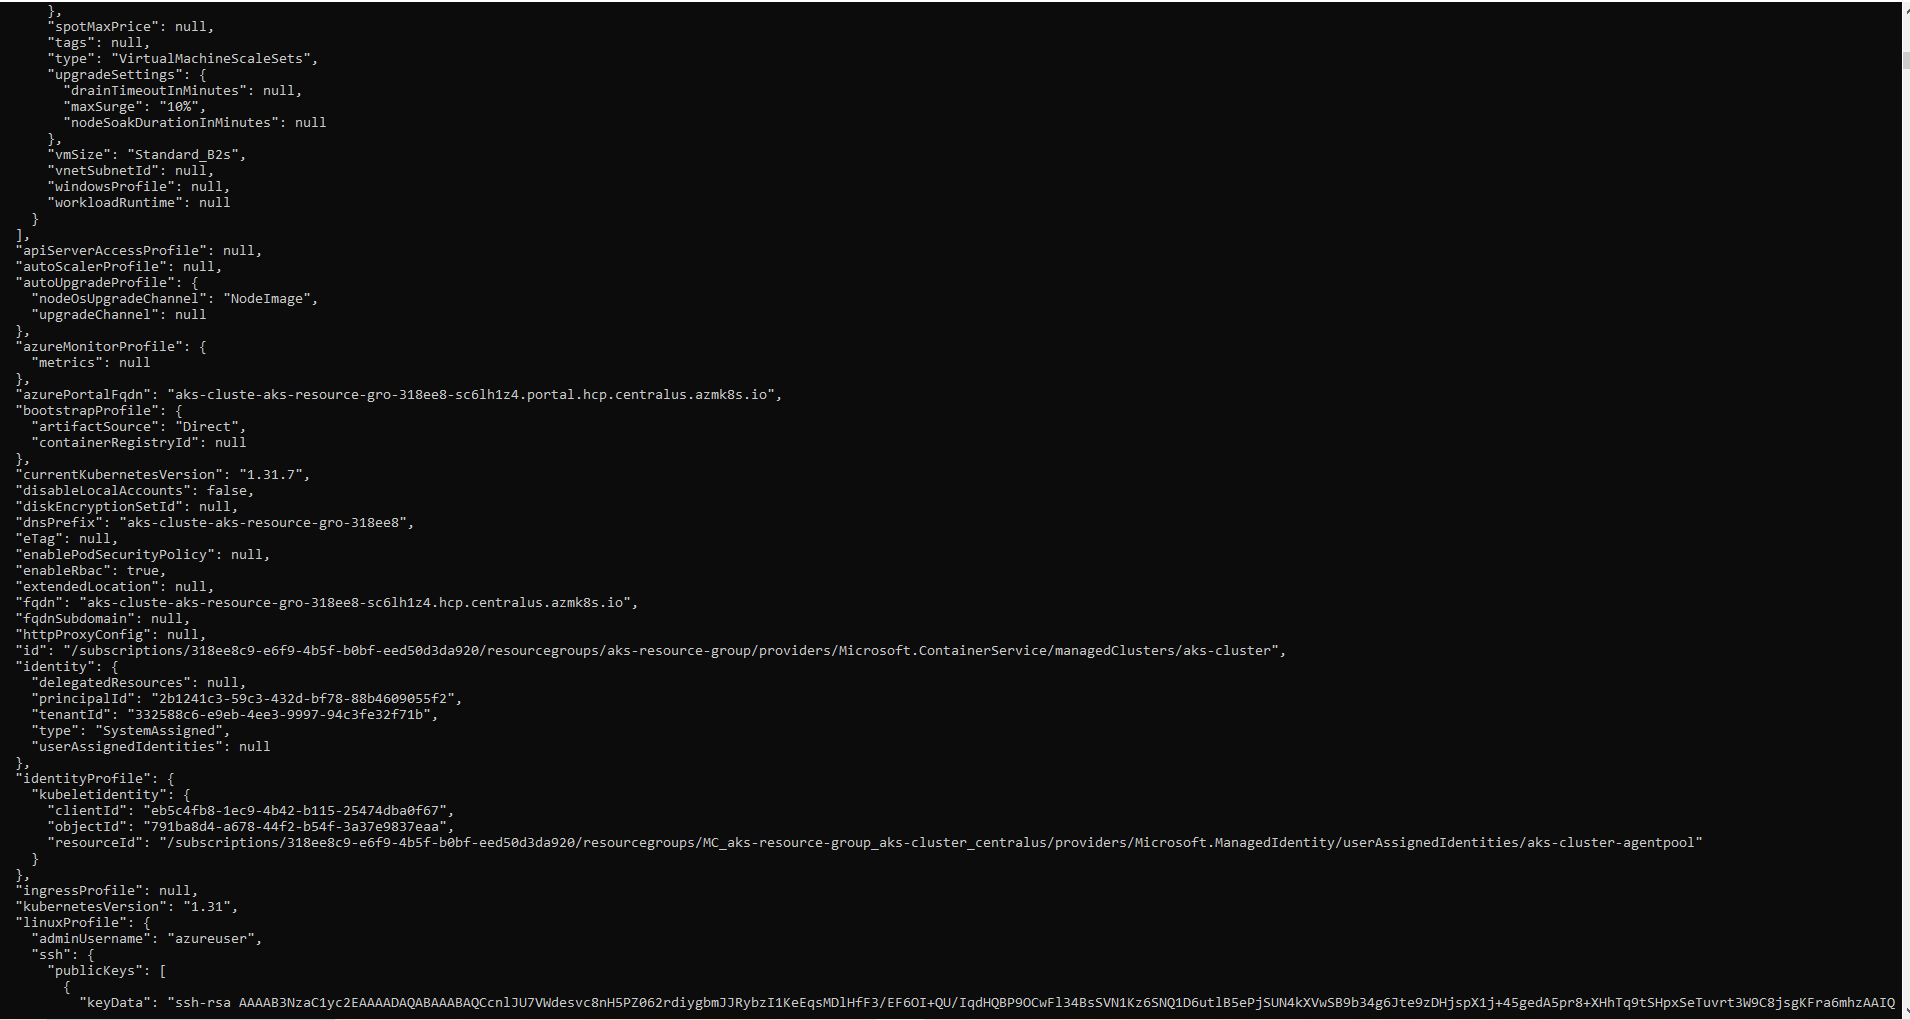 },
"spotMaxPrice": null,
"tags": null,
"type": "VirtualMachineScaleSets",
"upgradeSettings": {
"drainTimeoutInMinutes": null,
"maxSurge": "10%",
"nodeSoakDurationInMinutes": null
},
"vmSize": "Standard_B2s",
"vnetSubnetId": null,
"windowsProfile": null,
"workloadRuntime": null
}
],
"apiServerAccessProfile": null,
"autoScalerProfile": null,
"autoUpgradeProfile": {
"nodeOsUpgradeChannel": "NodeImage",
"upgradeChannel": null
},
"azureMonitorProfile": {
"metrics": null
},
"azurePortalFqdn": "aks-cluste-aks-resource-gro-318ee8-sc6lh1z4.portal.hcp.centralus.azmk8s.io",
"bootstrapProfile": {
"artifactSource": "Direct",
"containerRegistryId": null
},
"currentKubernetesVersion": "1.31.7",
"disableLocalAccounts": false,
"diskEncryptionSetId": null,
"dnsPrefix": "aks-cluste-aks-resource-gro-318ee8",
"eTag": null,
"enablePodSecurityPolicy": null,
"enableRbac": true,
"extendedLocation": null,
"fqdn": "aks-cluste-aks-resource-gro-318ee8-sc6lh1z4.hcp.centralus.azmk8s.io",
"fqdnSubdomain": null,
"httpProxyConfig": null,
"id": "/subscriptions/318ee8c9-e6f9-4b5f-b0bf-eed50d3da920/resourcegroups/aks-resource-group/providers/Microsoft.ContainerService/managedClusters/aks-cluster",
"identity": {
"delegatedResources": null,
"principalId": "2b1241c3-59c3-432d-bf78-88b4609055f2",
"tenantId": "332588c6-e9eb-4ee3-9997-94c3fe32f71b",
"type": "SystemAssigned",
"userAssignedIdentities": null
},
"identityProfile": {
"kubeletidentity": {
"clientId": "eb5c4fb8-1ec9-4b42-b115-25474dba0f67",
"objectId": "791ba8d4-a678-44f2-b54f-3a37e9837eaa",
"resourceId": "/subscriptions/318ee8c9-e6f9-4b5f-b0bf-eed50d3da920/resourcegroups/MC_aks-resource-group_aks-cluster_centralus/providers/Microsoft.ManagedIdentity/userAssignedIdentities/aks-cluster-agentpool"
}
},
"ingressProfile": null,
"kubernetesVersion": "1.31",
"linuxProfile": {
"adminUsername": "azureuser",
"ssh": {
"publicKeys": [
{
"keyData": "ssh-rsa AAAAB3NzaC1yc2EAAAADAQABAAABAQCcnlJU7VWdesvc8nH5PZ062rdiygbmJJRybzI1KeEqsMDlHfF3/EF6OI+QU/IqdHQBP9OCwFl34BsSVN1Kz6SNQ1D6utlB5ePjSUN4kXVwSB9b34g6Jte9zDHjspX1j+45gedA5pr8+XHhTq9tSHpxSeTuvrt3W9C8jsgKFra6mhzAAIQ